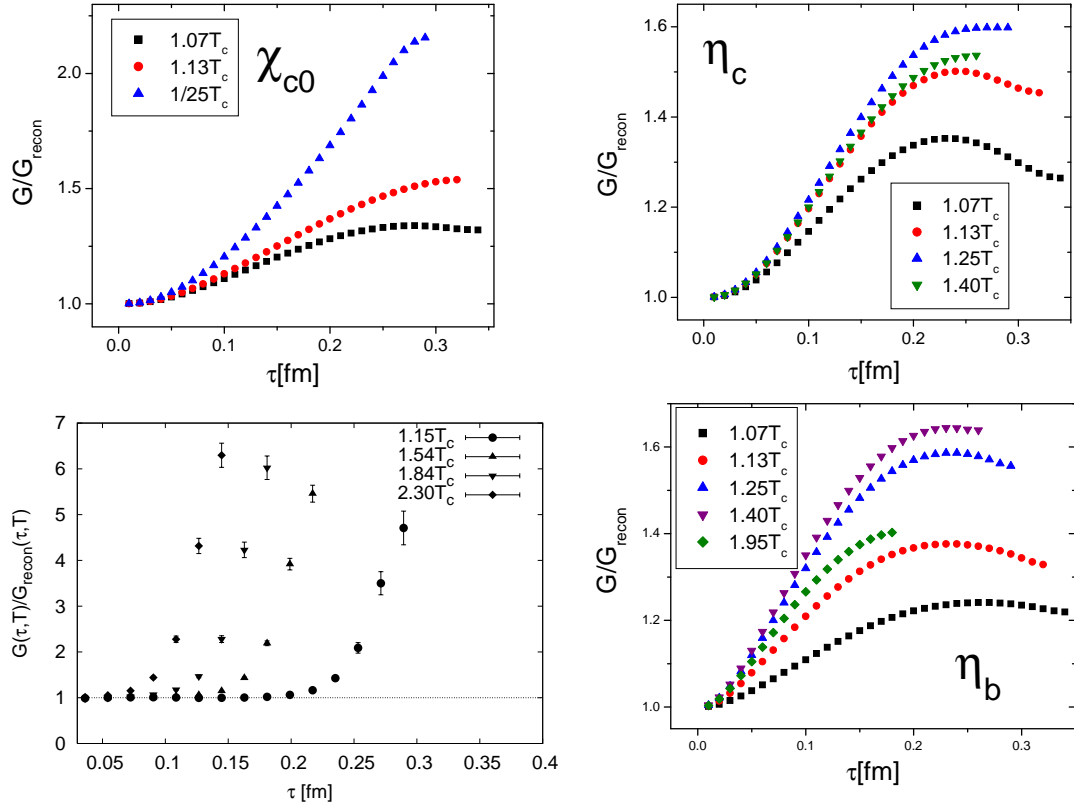 1.07T_c
1.13T_c
1/25T_c
χ_c0
2.0
1.5
1.0
G/G_recon
0.0
0.1
0.2
0.3
τ[fm]
η_c
1.6
1.4
1.2
1.0
G/G_recon
1.07T_c
1.13T_c
1.25T_c
1.40T_c
0.0
0.1
0.2
0.3
τ[fm]
7
6
5
4
3
2
1
0
G(τ,T)/G_recon(τ,T)
1.15T_c
1.54T_c
1.84T_c
2.30T_c
0.05
0.1
0.15
0.2
0.25
0.3
0.35
0.4
τ [fm]
1.07T_c
1.13T_c
1.25T_c
1.40T_c
1.95T_c
1.6
1.4
1.2
1.0
G/G_recon
η_b
0.0
0.1
0.2
0.3
τ[fm]